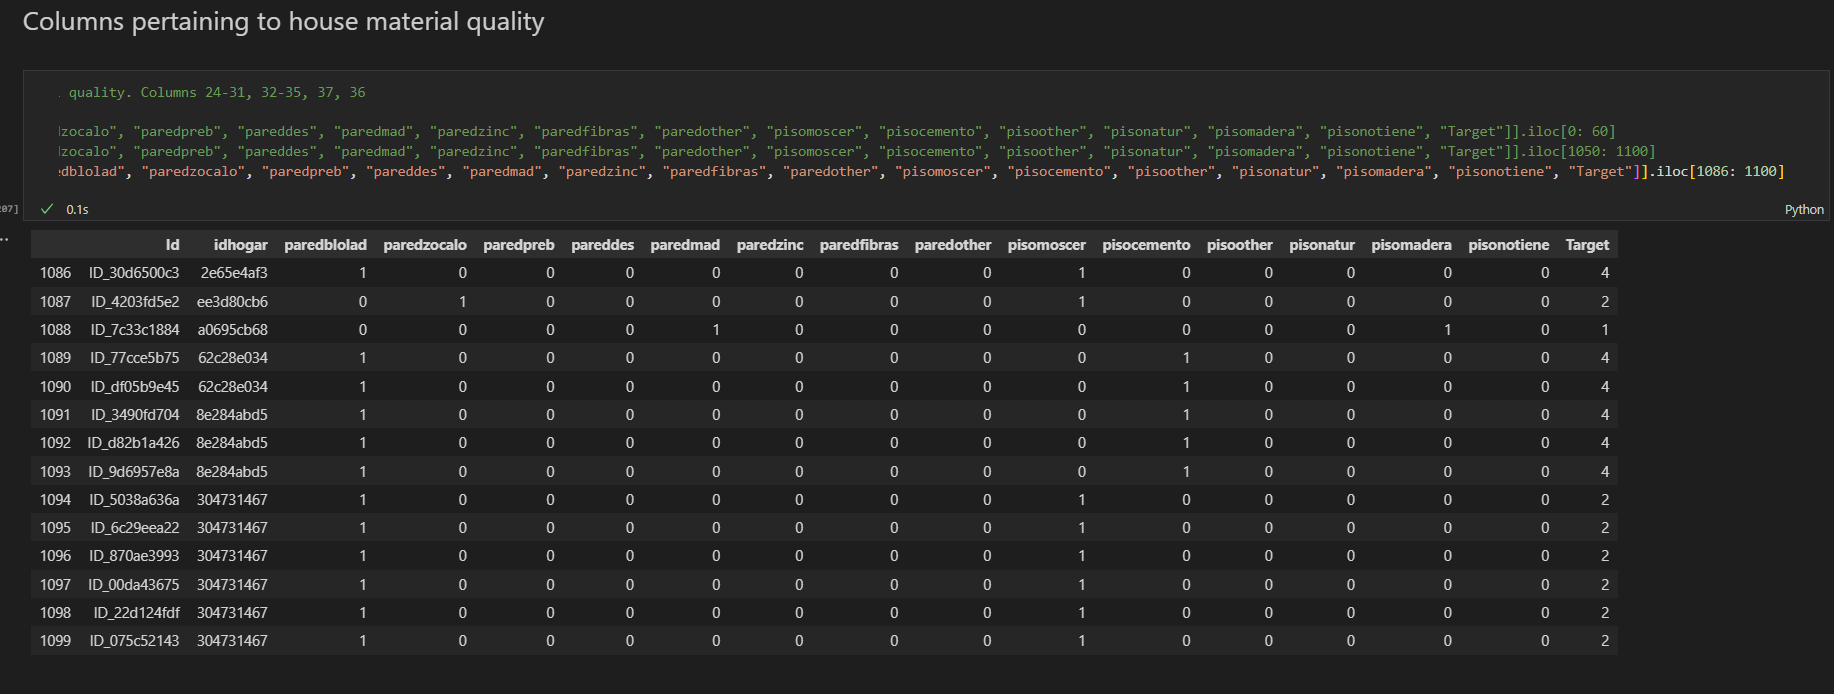 Columns pertaining to house material quality
quality. Columns 24-31, 32-35, 37, 36
lzocalo", "paredpreb", "pareddes", "paredmad", "paredzinc", "paredfibras", "paredother", "pisomoscer", "pisocemento", "pisoother", "pisonatur", "pisomadera", "pisonotiene", "Target"]].iloc[0: 60]
lzocalo", "paredpreb", "pareddes", "paredmad", "paredzinc", "paredfibras", "paredother", "pisomoscer", "pisocemento", "pisoother", "pisonatur", "pisomadera", "pisonotiene", "Target"]].iloc[1050: 1100]
edblolad", "paredzocalo", "paredpreb", "pareddes", "paredmad", "paredzinc", "paredfibras", "paredother", "pisomoscer", "pisocemento", "pisoother", "pisonatur", "pisomadera", "pisonotiene", "Target"]].iloc[1086: 1100]
207] ✓ 0.1s Python
Id idhogar paredblolad paredzocalo paredpreb pareddes paredmad paredzinc paredfibras paredother pisomoscer pisocemento pisoother pisonatur pisomadera pisonotiene Target
1086 ID_30d6500c3 2e65e4af3 1 0 0 0 0 0 0 0 1 0 0 0 0 0 4
1087 ID_4203fd5e2 ee3d80cb6 0 1 0 0 0 0 0 0 1 0 0 0 0 0 2
1088 ID_7c33c1884 a0695cb68 0 0 0 0 1 0 0 0 0 0 0 0 1 0 1
1089 ID_77cce5b75 62c28e034 1 0 0 0 0 0 0 0 0 1 0 0 0 0 4
1090 ID_df05b9e45 62c28e034 1 0 0 0 0 0 0 0 0 1 0 0 0 0 4
1091 ID_3490fd704 8e284abd5 1 0 0 0 0 0 0 0 0 1 0 0 0 0 4
1092 ID_d82b1a426 8e284abd5 1 0 0 0 0 0 0 0 0 1 0 0 0 0 4
1093 ID_9d6957e8a 8e284abd5 1 0 0 0 0 0 0 0 0 1 0 0 0 0 4
1094 ID_5038a636a 304731467 1 0 0 0 0 0 0 0 1 0 0 0 0 0 2
1095 ID_6c29eea22 304731467 1 0 0 0 0 0 0 0 1 0 0 0 0 0 2
1096 ID_870ae3993 304731467 1 0 0 0 0 0 0 0 1 0 0 0 0 0 2
1097 ID_00da43675 304731467 1 0 0 0 0 0 0 0 1 0 0 0 0 0 2
1098 ID_22d124fdf 304731467 1 0 0 0 0 0 0 0 1 0 0 0 0 0 2
1099 ID_075c52143 304731467 1 0 0 0 0 0 0 0 1 0 0 0 0 0 2